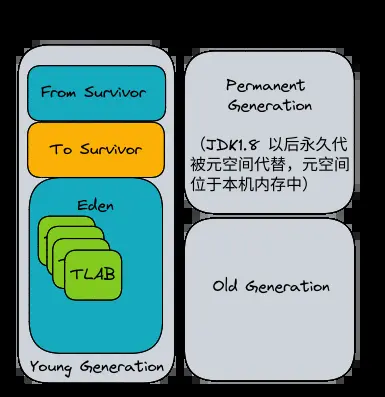 From Survivor
To Survivor
Eden
TLAB
Young Generation
Permanent
Generation
（JDK1.8 以后永久代
被元空间代替，元空间
位于本机内存中）
Old Generation